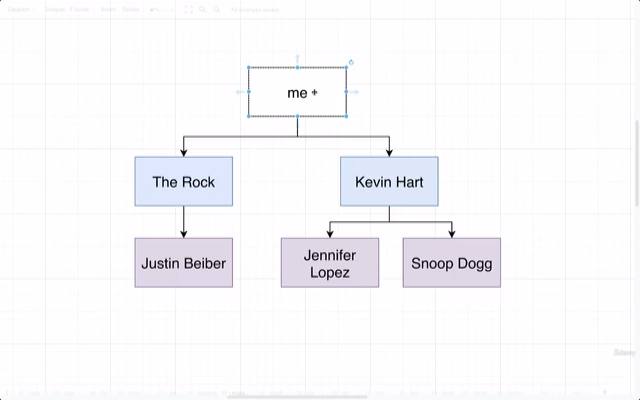 me +
The Rock
Kevin Hart
Justin Beiber
Jennifer
Lopez
Snoop Dogg